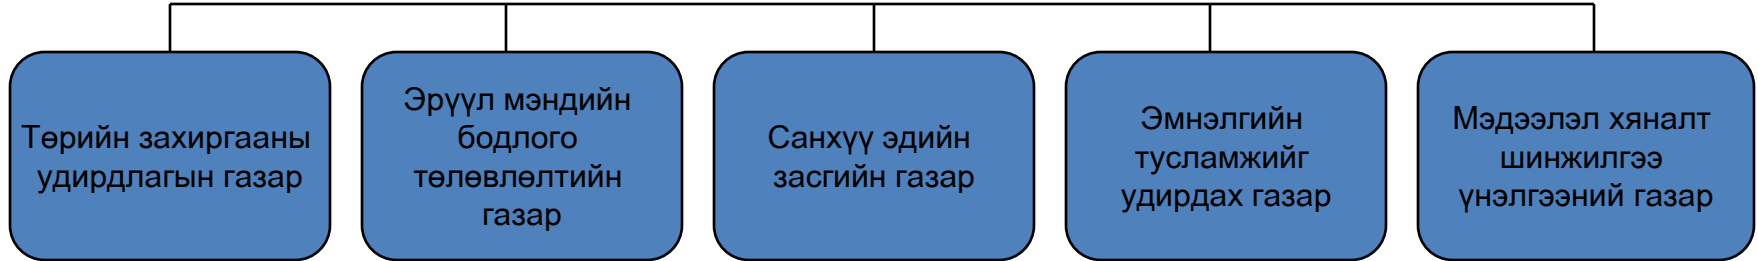 Төрийн захиргааны
удирдлагын газар
Эрүүл мэндийн
бодлого
төлөвлөлтийн
газар
Санхүү эдийн
засгийн газар
Эмнэлгийн
тусламжийг
удирдах газар
Мэдээлэл хяналт
шинжилгээ
үнэлгээний газар